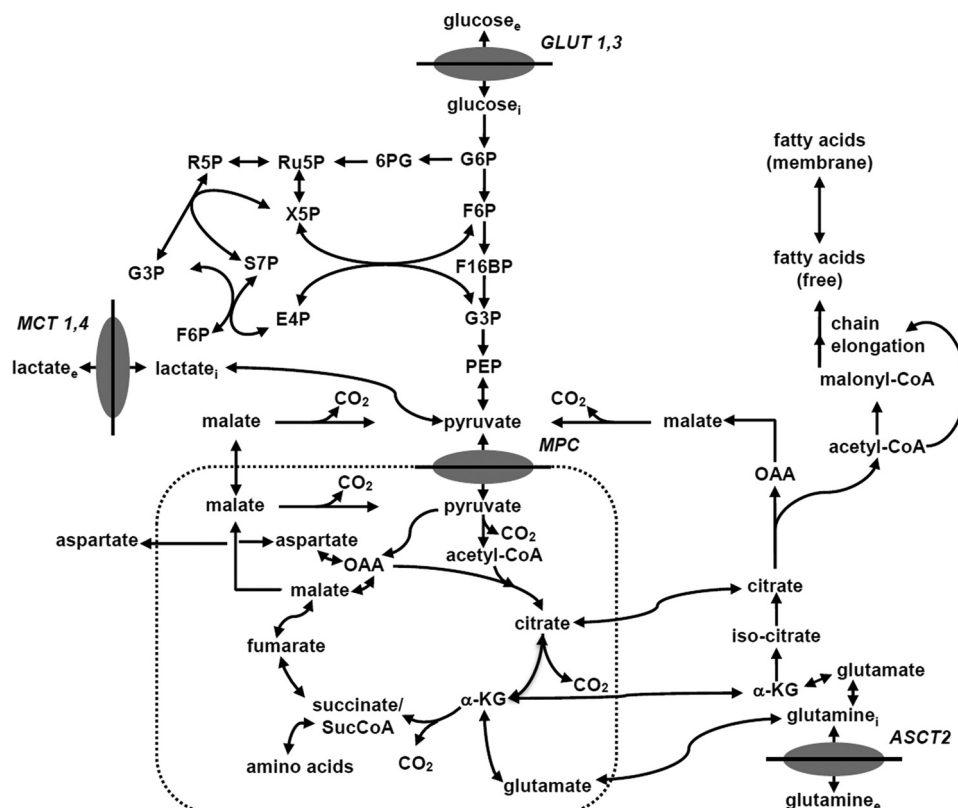 glucoseₑ
GLUT 1,3
glucoseᵢ
R5P
Ru5P
6PG
G6P
fatty acids
(membrane)
X5P
F6P
G3P
S7P
F16BP
fatty acids
(free)
F6P
E4P
G3P
MCT 1,4
chain
elongation
lactateₑ
lactateᵢ
PEP
malonyl-CoA
CO₂
CO₂
malate
pyruvate
malate
MPC
acetyl-CoA
OAA
CO₂
malate
pyruvate
CO₂
aspartate
aspartate
acetyl-CoA
OAA
malate
citrate
citrate
fumarate
iso-citrate
CO₂
glutamate
α-KG
α-KG
succinate/
SucCoA
glutamineᵢ
ASCT2
amino acids
CO₂
glutamate
glutamineₑ